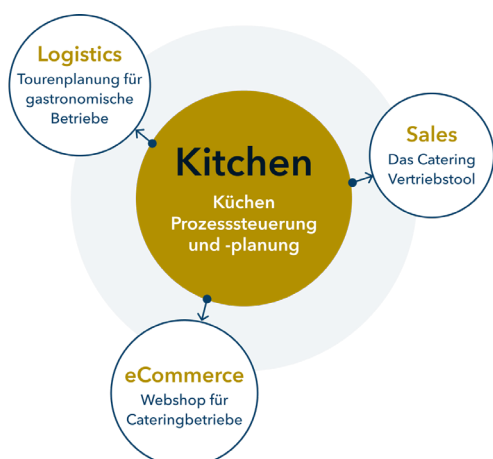 Logistics
Tourenplanung für
gastronomische
Betriebe
Kitchen
Küchen
Prozesssteuerung
und -planung
Sales
Das Catering
Vertriebstool
eCommerce
Webshop für
Cateringbetriebe